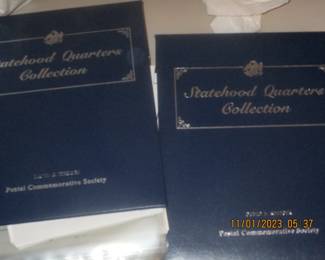 Statehood Quarters
Collection
Postal Commemorative Society
Statehood Quarters
Collection
Postal Commemorative Society
11/01/2023 05:37